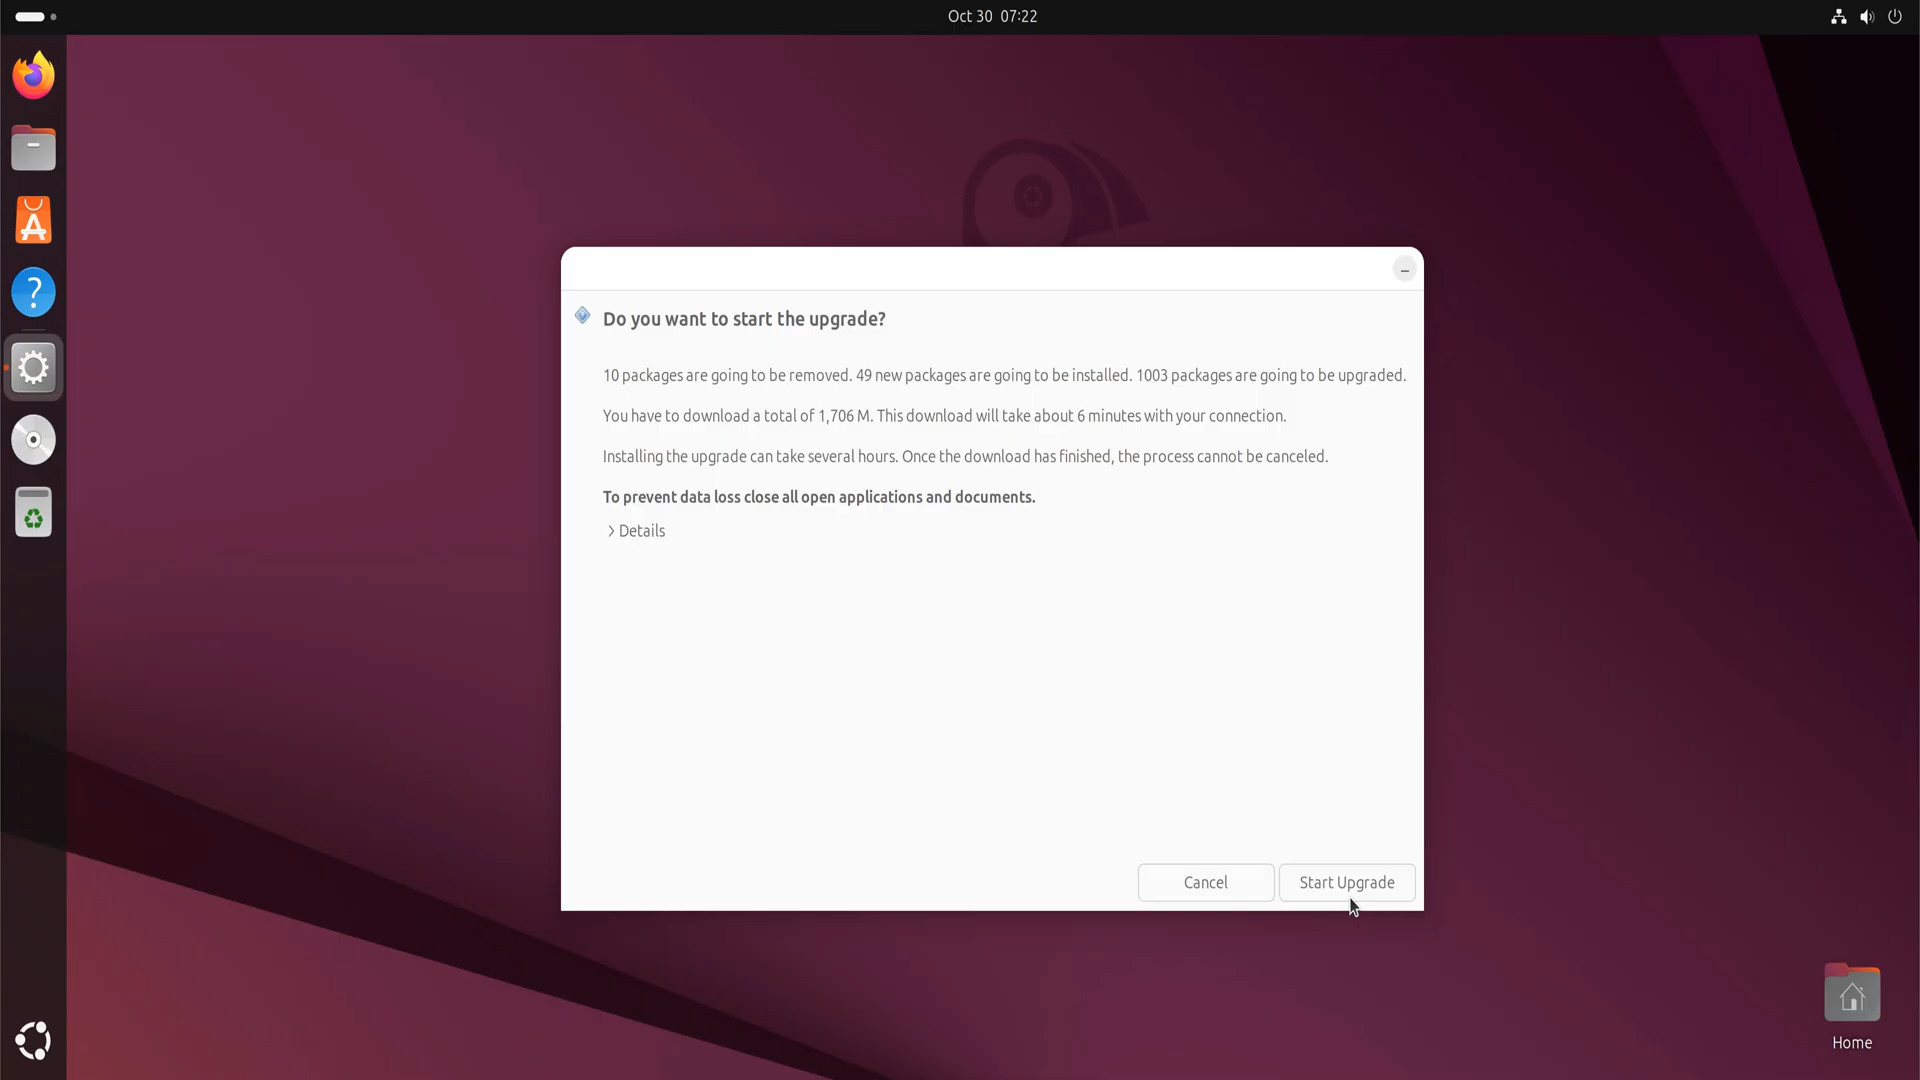 Oct 30 07:22
Do you want to start the upgrade?
10 packages are going to be removed. 49 new packages are going to be installed. 1003 packages are going to be upgraded.
You have to download a total of 1,706 M. This download will take about 6 minutes with your connection.
Installing the upgrade can take several hours. Once the download has finished, the process cannot be canceled.
To prevent data loss close all open applications and documents.
Details
Cancel
Start Upgrade
Home